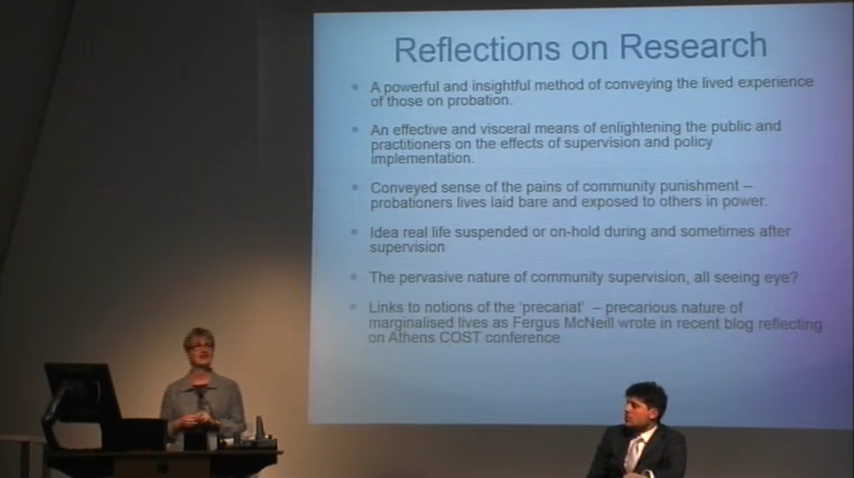 Reflections on Research
A powerful and insightful method of conveying the lived experience
of those on probation.
An effective and visceral means of enlightening the public and
practitioners on the effects of supervision and policy
implementation.
Conveyed sense of the pains of community punishment –
probationers lives laid bare and exposed to others in power.
Idea real life suspended or on-hold during and sometimes after
supervision
The pervasive nature of community supervision, all seeing eye?
Links to notions of the 'precariat' – precarious nature of
marginalised lives as Fergus McNeill wrote in recent blog reflecting
on Athens COST conference